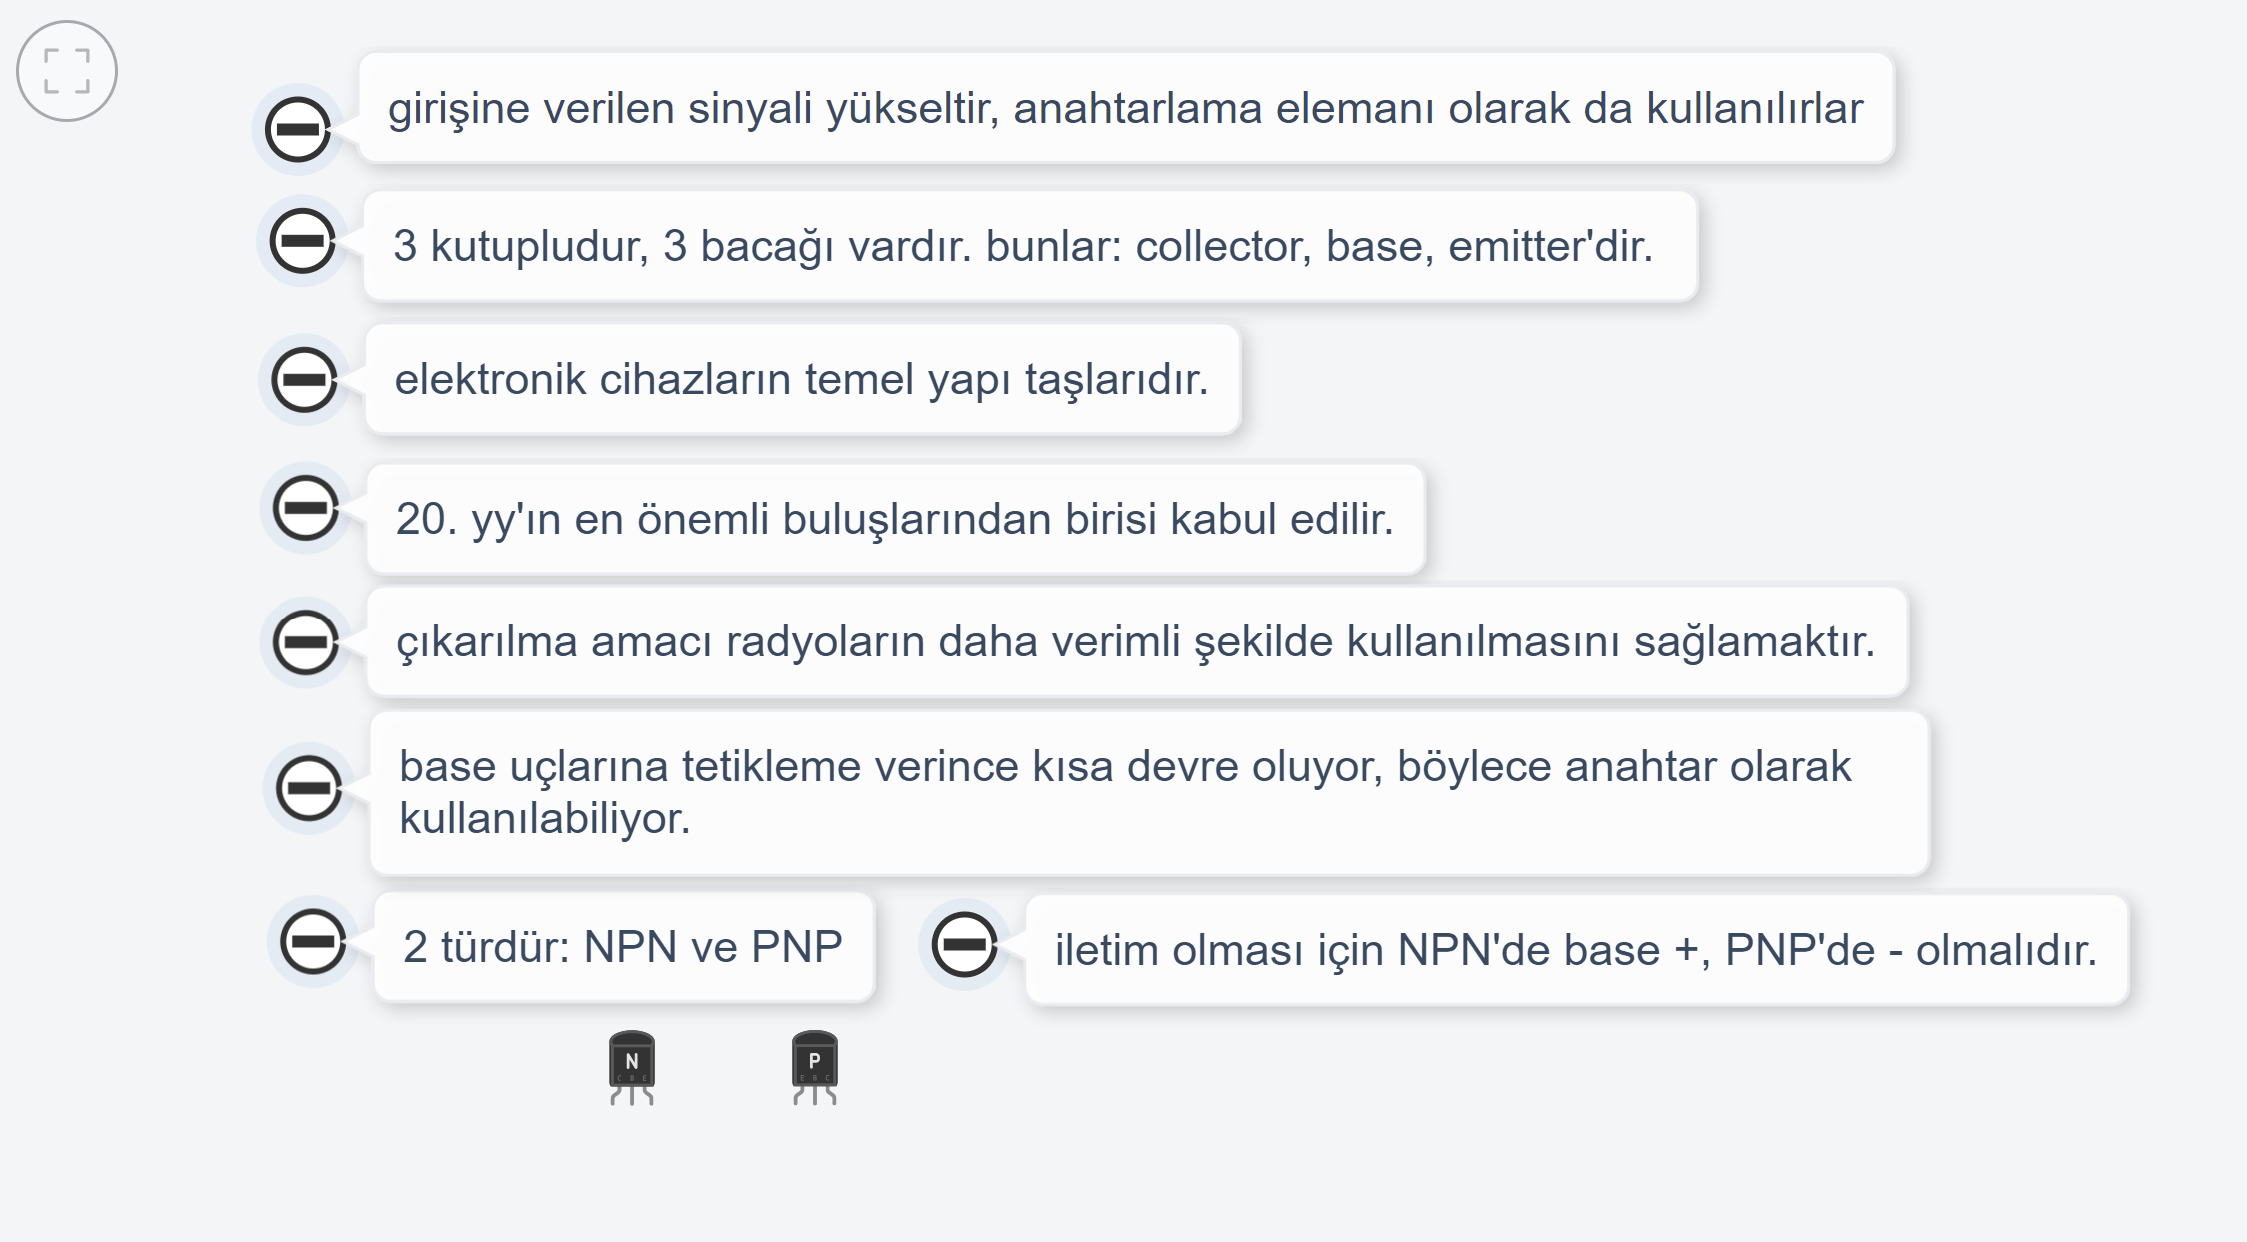 girişine verilen sinyali yükseltir, anahtarlama elemanı olarak da kullanılırlar
3 kutupludur, 3 bacağı vardır. bunlar: collector, base, emitter'dir.
elektronik cihazların temel yapı taşlarıdır.
20. yy'ın en önemli buluşlarından birisi kabul edilir.
çıkarılma amacı radyoların daha verimli şekilde kullanılmasını sağlamaktır.
base uçlarına tetikleme verince kısa devre oluyor, böylece anahtar olarak
kullanılabiliyor.
2 türdür: NPN ve PNP
iletim olması için NPN'de base +, PNP'de - olmalıdır.
N
C B E
P
E B C